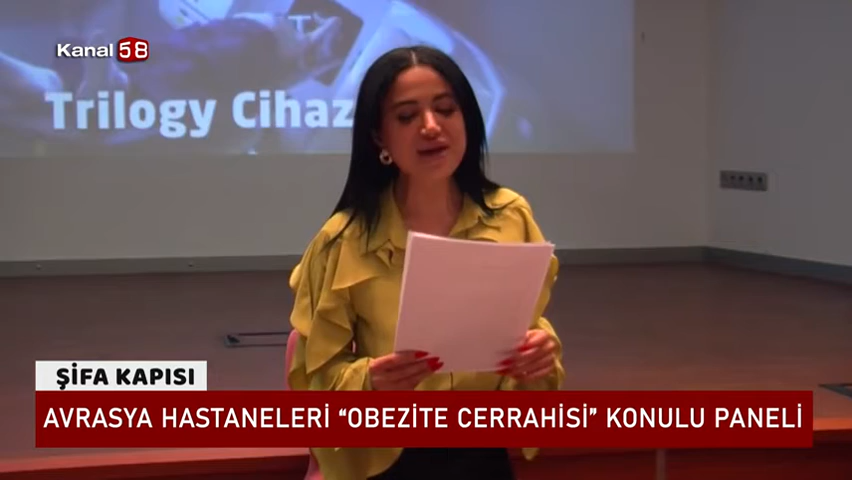 Kanal 58
Trilogy Cihaz
ŞİFA KAPISI
AVRASYA HASTANELERİ “OBEZİTE CERRAHİSİ” KONULU PANELİ